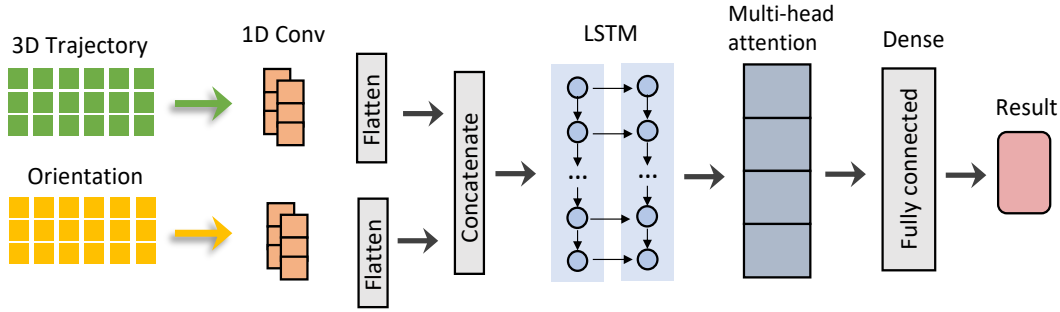 3D Trajectory
1D Conv
Flatten
Concatenate
LSTM
...
...
Multi-head
attention
Dense
Fully connected
Result
Orientation
Flatten